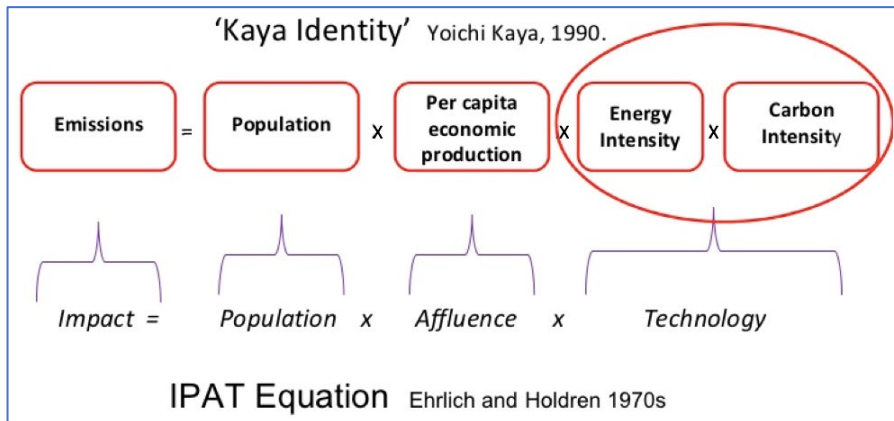 ‘Kaya Identity’ Yoichi Kaya, 1990.
Emissions = Population x Per capita economic production x Energy Intensity x Carbon Intensity
Impact = Population x Affluence x Technology
IPAT Equation Ehrlich and Holdren 1970s